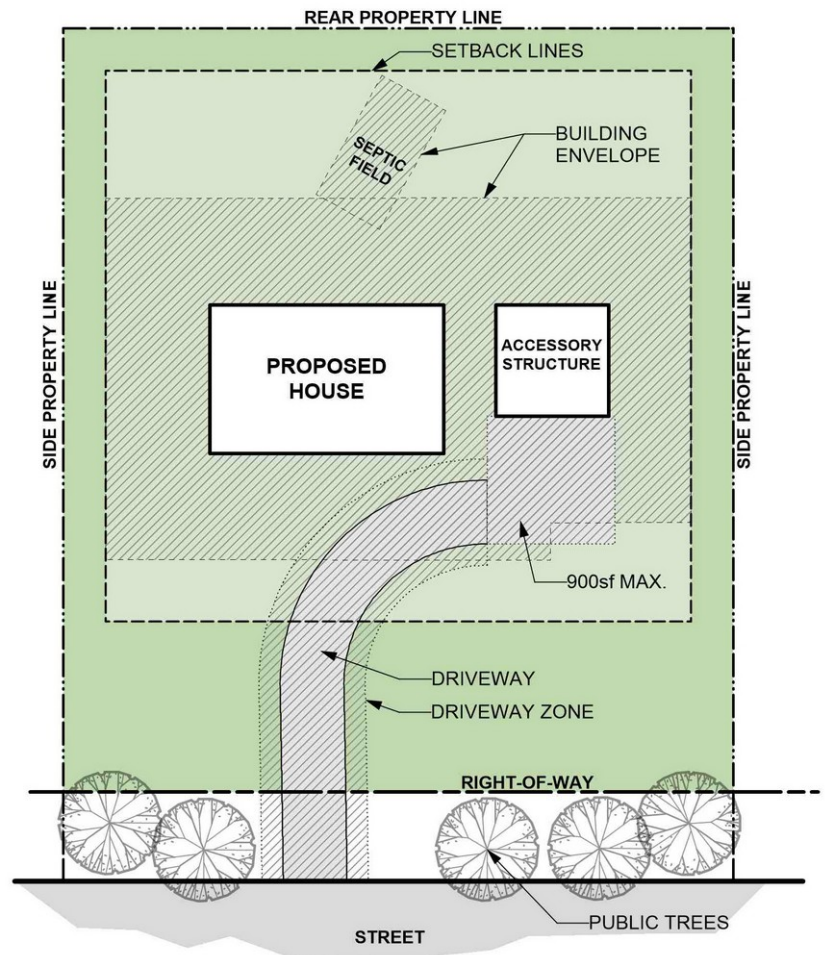 REAR PROPERTY LINE
SETBACK LINES
BUILDING
ENVELOPE
SEPTIC
FIELD
SIDE PROPERTY LINE
SIDE PROPERTY LINE
PROPOSED
HOUSE
ACCESSORY
STRUCTURE
900sf MAX.
DRIVEWAY
DRIVEWAY ZONE
RIGHT-OF-WAY
PUBLIC TREES
STREET